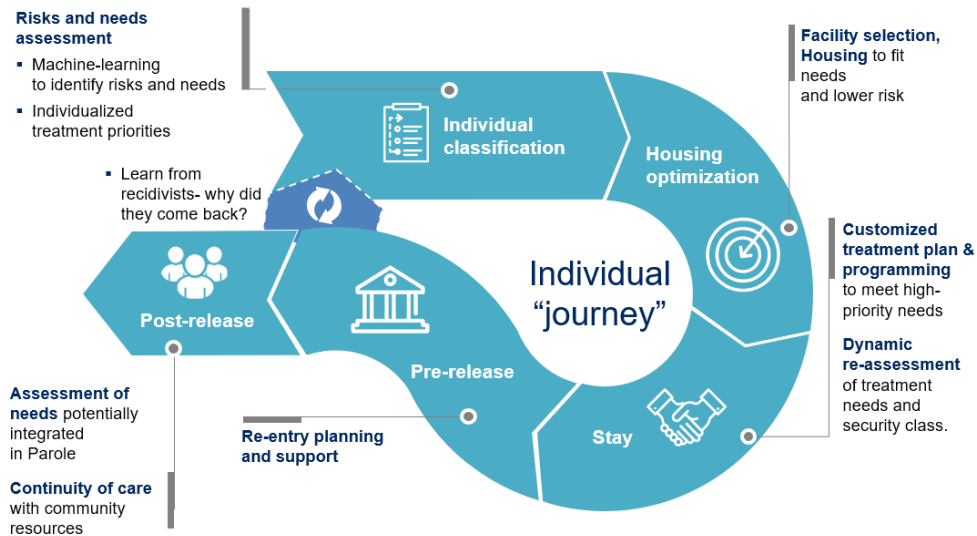 Risks and needs
assessment
▪ Machine-learning
to identify risks and needs
▪ Individualized
treatment priorities
▪ Learn from
recidivists- why did
they come back?
Individual
classification
Facility selection,
Housing to fit
needs
and lower risk
Housing
optimization
Customized
treatment plan &
programming
to meet high-
priority needs
Dynamic
re-assessment
of treatment
needs and
security class.
Individual
“journey”
Stay
Pre-release
Re-entry planning
and support
Post-release
Assessment of
needs potentially
integrated
in Parole
Continuity of care
with community
resources